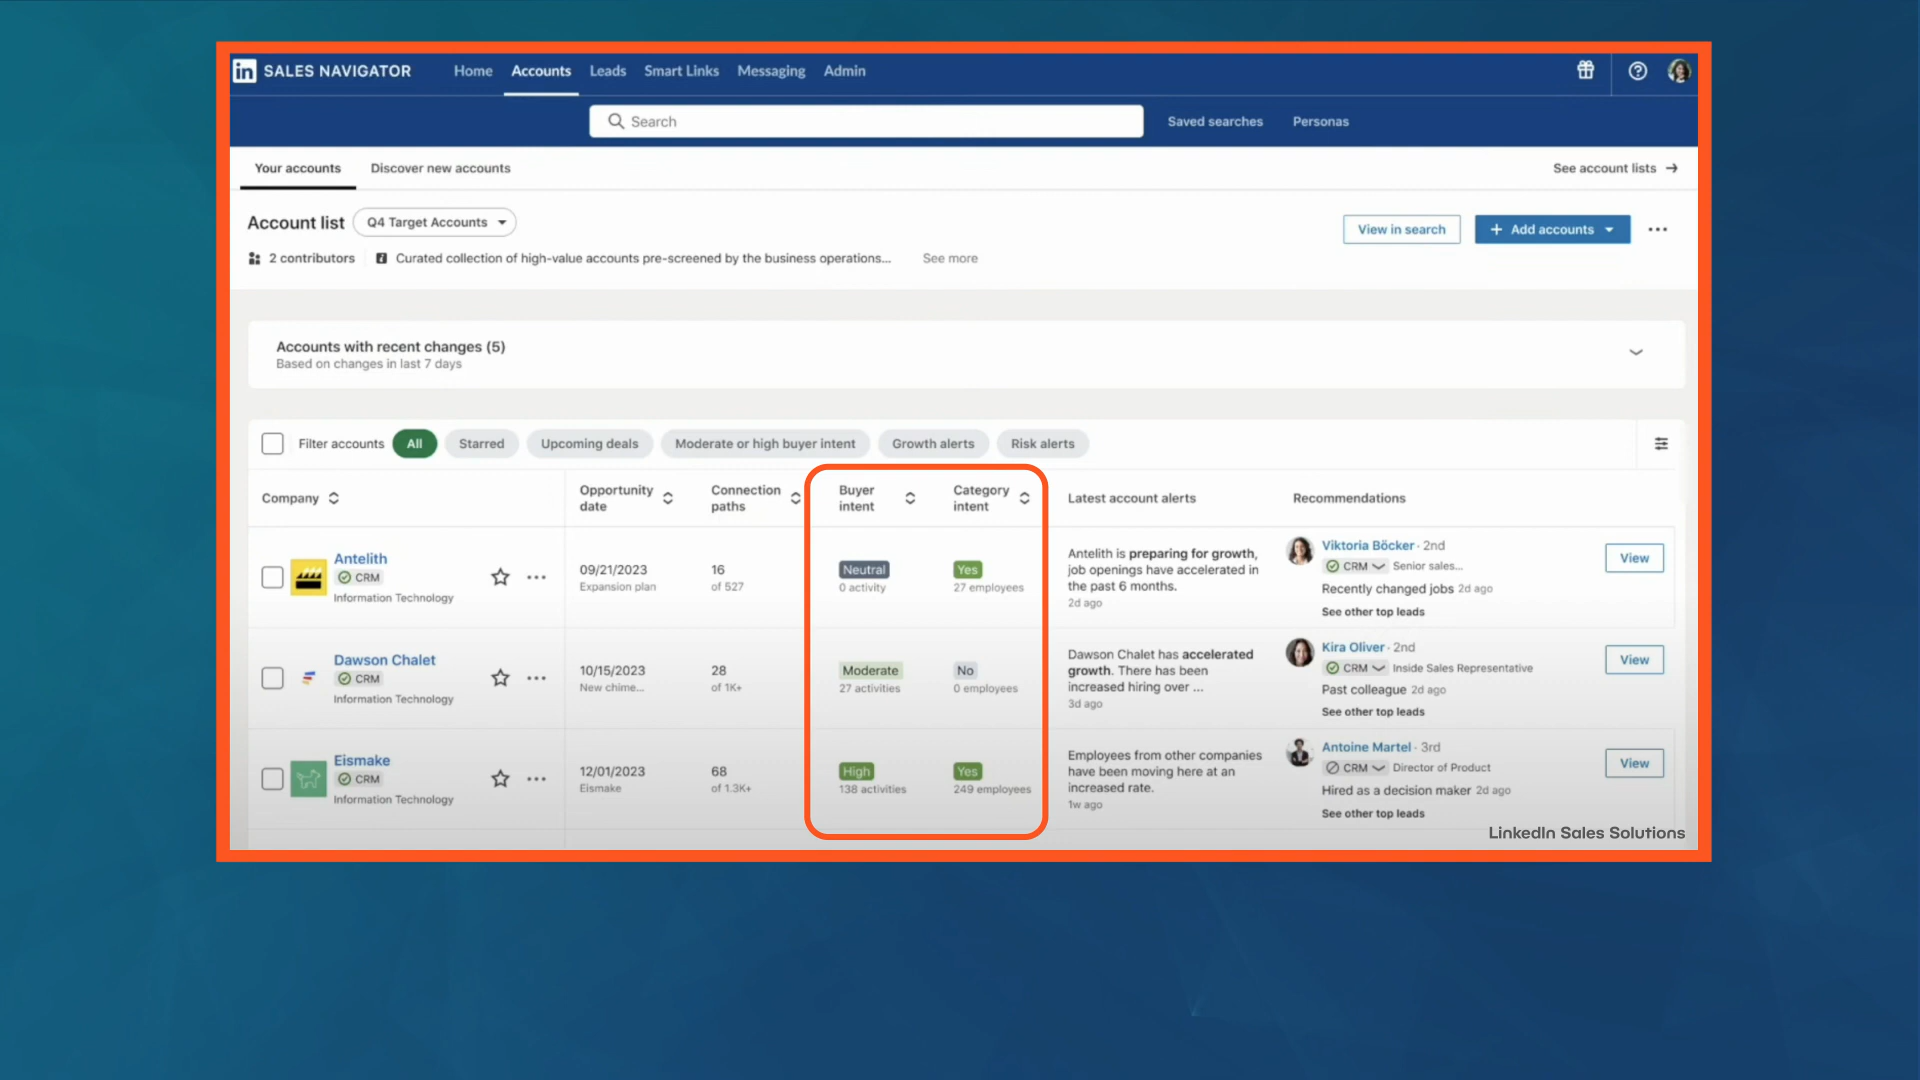 in SALES NAVIGATOR Home Accounts Leads Smart Links Messaging Admin
Search Saved searches Personas
Your accounts Discover new accounts See account lists →
Account list Q4 Target Accounts View in search + Add accounts
2 contributors Curated collection of high-value accounts pre-screened by the business operations... See more
Accounts with recent changes (5)
Based on changes in last 7 days
Filter accounts All Starred Upcoming deals Moderate or high buyer intent Growth alerts Risk alerts
Company Opportunity date Connection paths Buyer intent Category intent Latest account alerts Recommendations
Antelith
CRM
Information Technology
09/21/2023
Expansion plan
16
of 527
Neutral
0 activity
Yes
27 employees
Antelith is preparing for growth,
job openings have accelerated in
the past 6 months.
2d ago
Viktoria Böcker · 2nd
CRM Senior sales...
Recently changed jobs 2d ago
See other top leads
View
Dawson Chalet
CRM
Information Technology
10/15/2023
New chime...
28
of 1K+
Moderate
27 activities
No
0 employees
Dawson Chalet has accelerated
growth. There has been
increased hiring over ...
3d ago
Kira Oliver · 2nd
CRM Inside Sales Representative
Past colleague 2d ago
See other top leads
View
Eismake
CRM
Information Technology
12/01/2023
Eismake
68
of 1.3K+
High
138 activities
Yes
249 employees
Employees from other companies
have been moving here at an
increased rate.
1w ago
Antoine Martel · 3rd
CRM Director of Product
Hired as a decision maker 2d ago
See other top leads
View
LinkedIn Sales Solutions